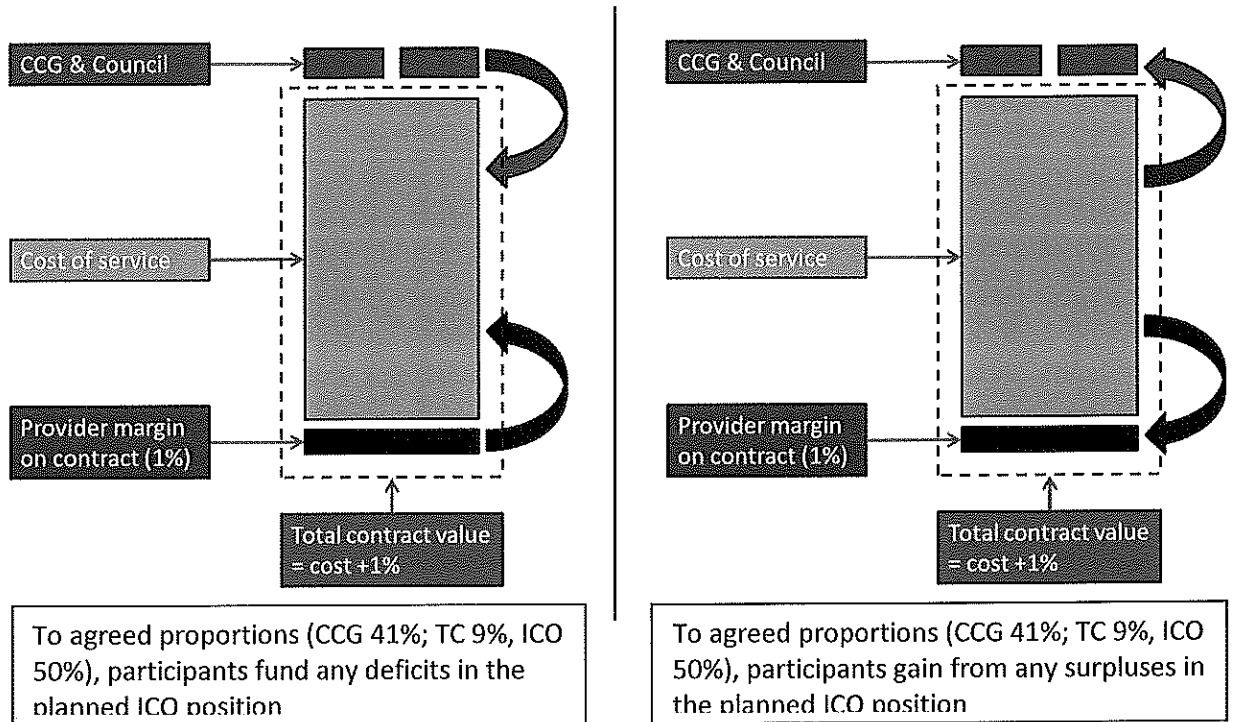 CCG & Council
Cost of service
Provider margin
on contract (1%)
Total contract value
= cost +1%
To agreed proportions (CCG 41%; TC 9%, ICO
50%), participants fund any deficits in the
planned ICO position
CCG & Council
Cost of service
Provider margin
on contract (1%)
Total contract value
= cost +1%
To agreed proportions (CCG 41%; TC 9%, ICO
50%), participants gain from any surpluses in
the planned ICO position